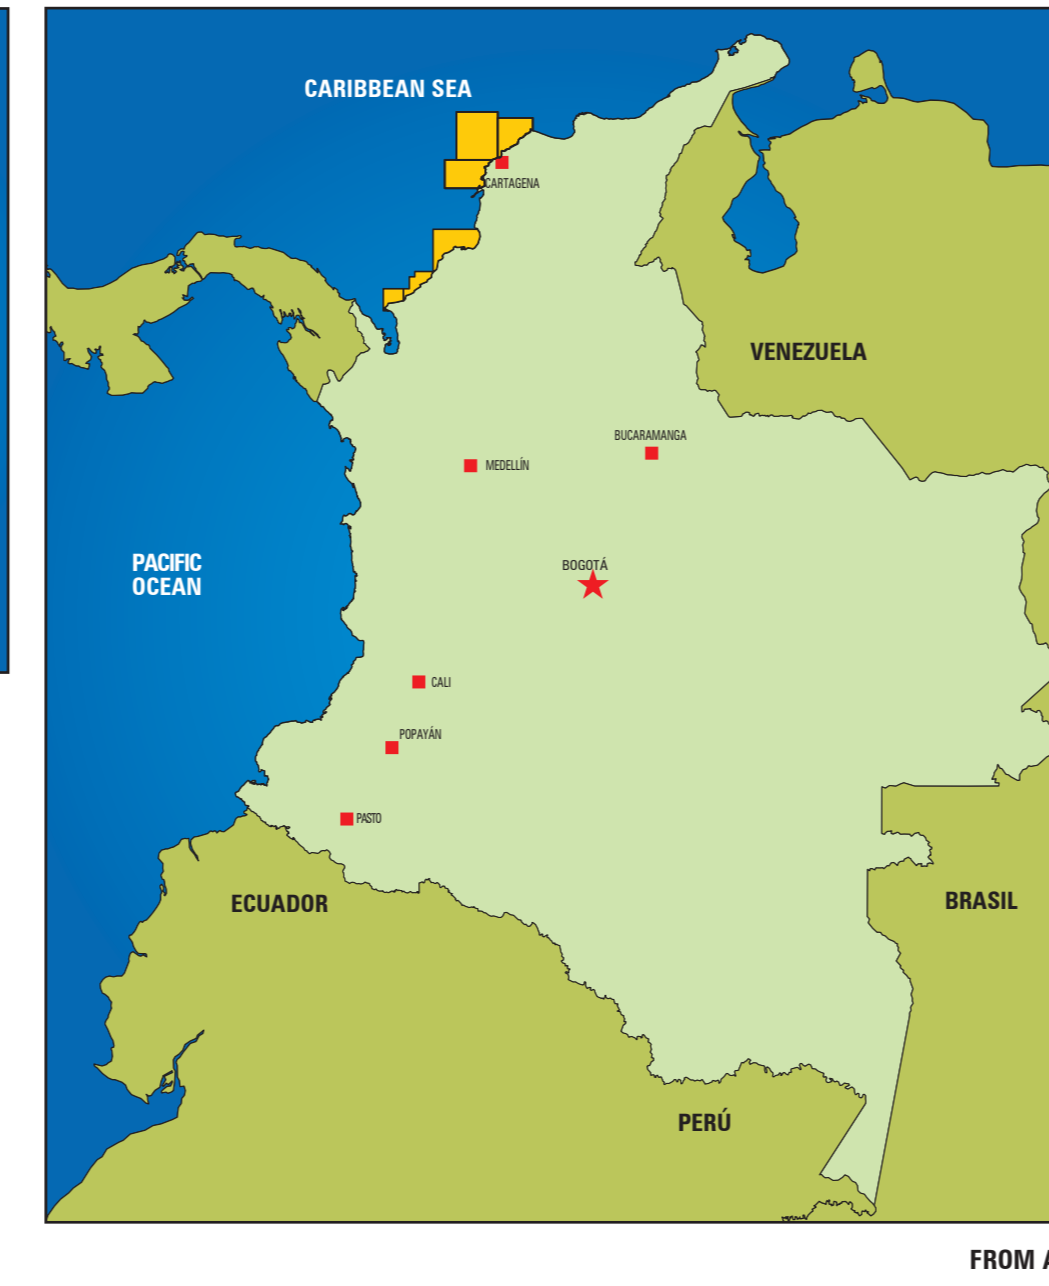 CARIBBEAN SEA
CARTAGENA
VENEZUELA
BUCARAMANGA
MEDELLÍN
PACIFIC
OCEAN
BOGOTÁ
CALI
POPAYÁN
PASTO
ECUADOR
BRASIL
PERÚ
FROM A